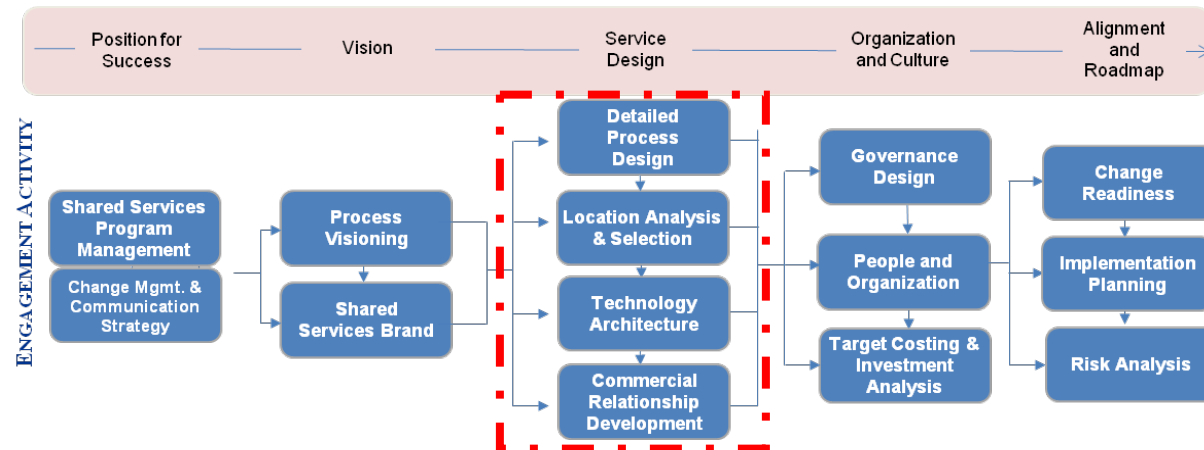 Position for
Success
Vision
Service
Design
Organization
and Culture
Alignment
and
Roadmap
ENGAGEMENT ACTIVITY
Shared Services
Program
Management
Change Mgmt. &
Communication
Strategy
Process
Visioning
Shared
Services Brand
Detailed
Process
Design
Location Analysis
& Selection
Technology
Architecture
Commercial
Relationship
Development
Governance
Design
People and
Organization
Target Costing &
Investment
Analysis
Change
Readiness
Implementation
Planning
Risk Analysis